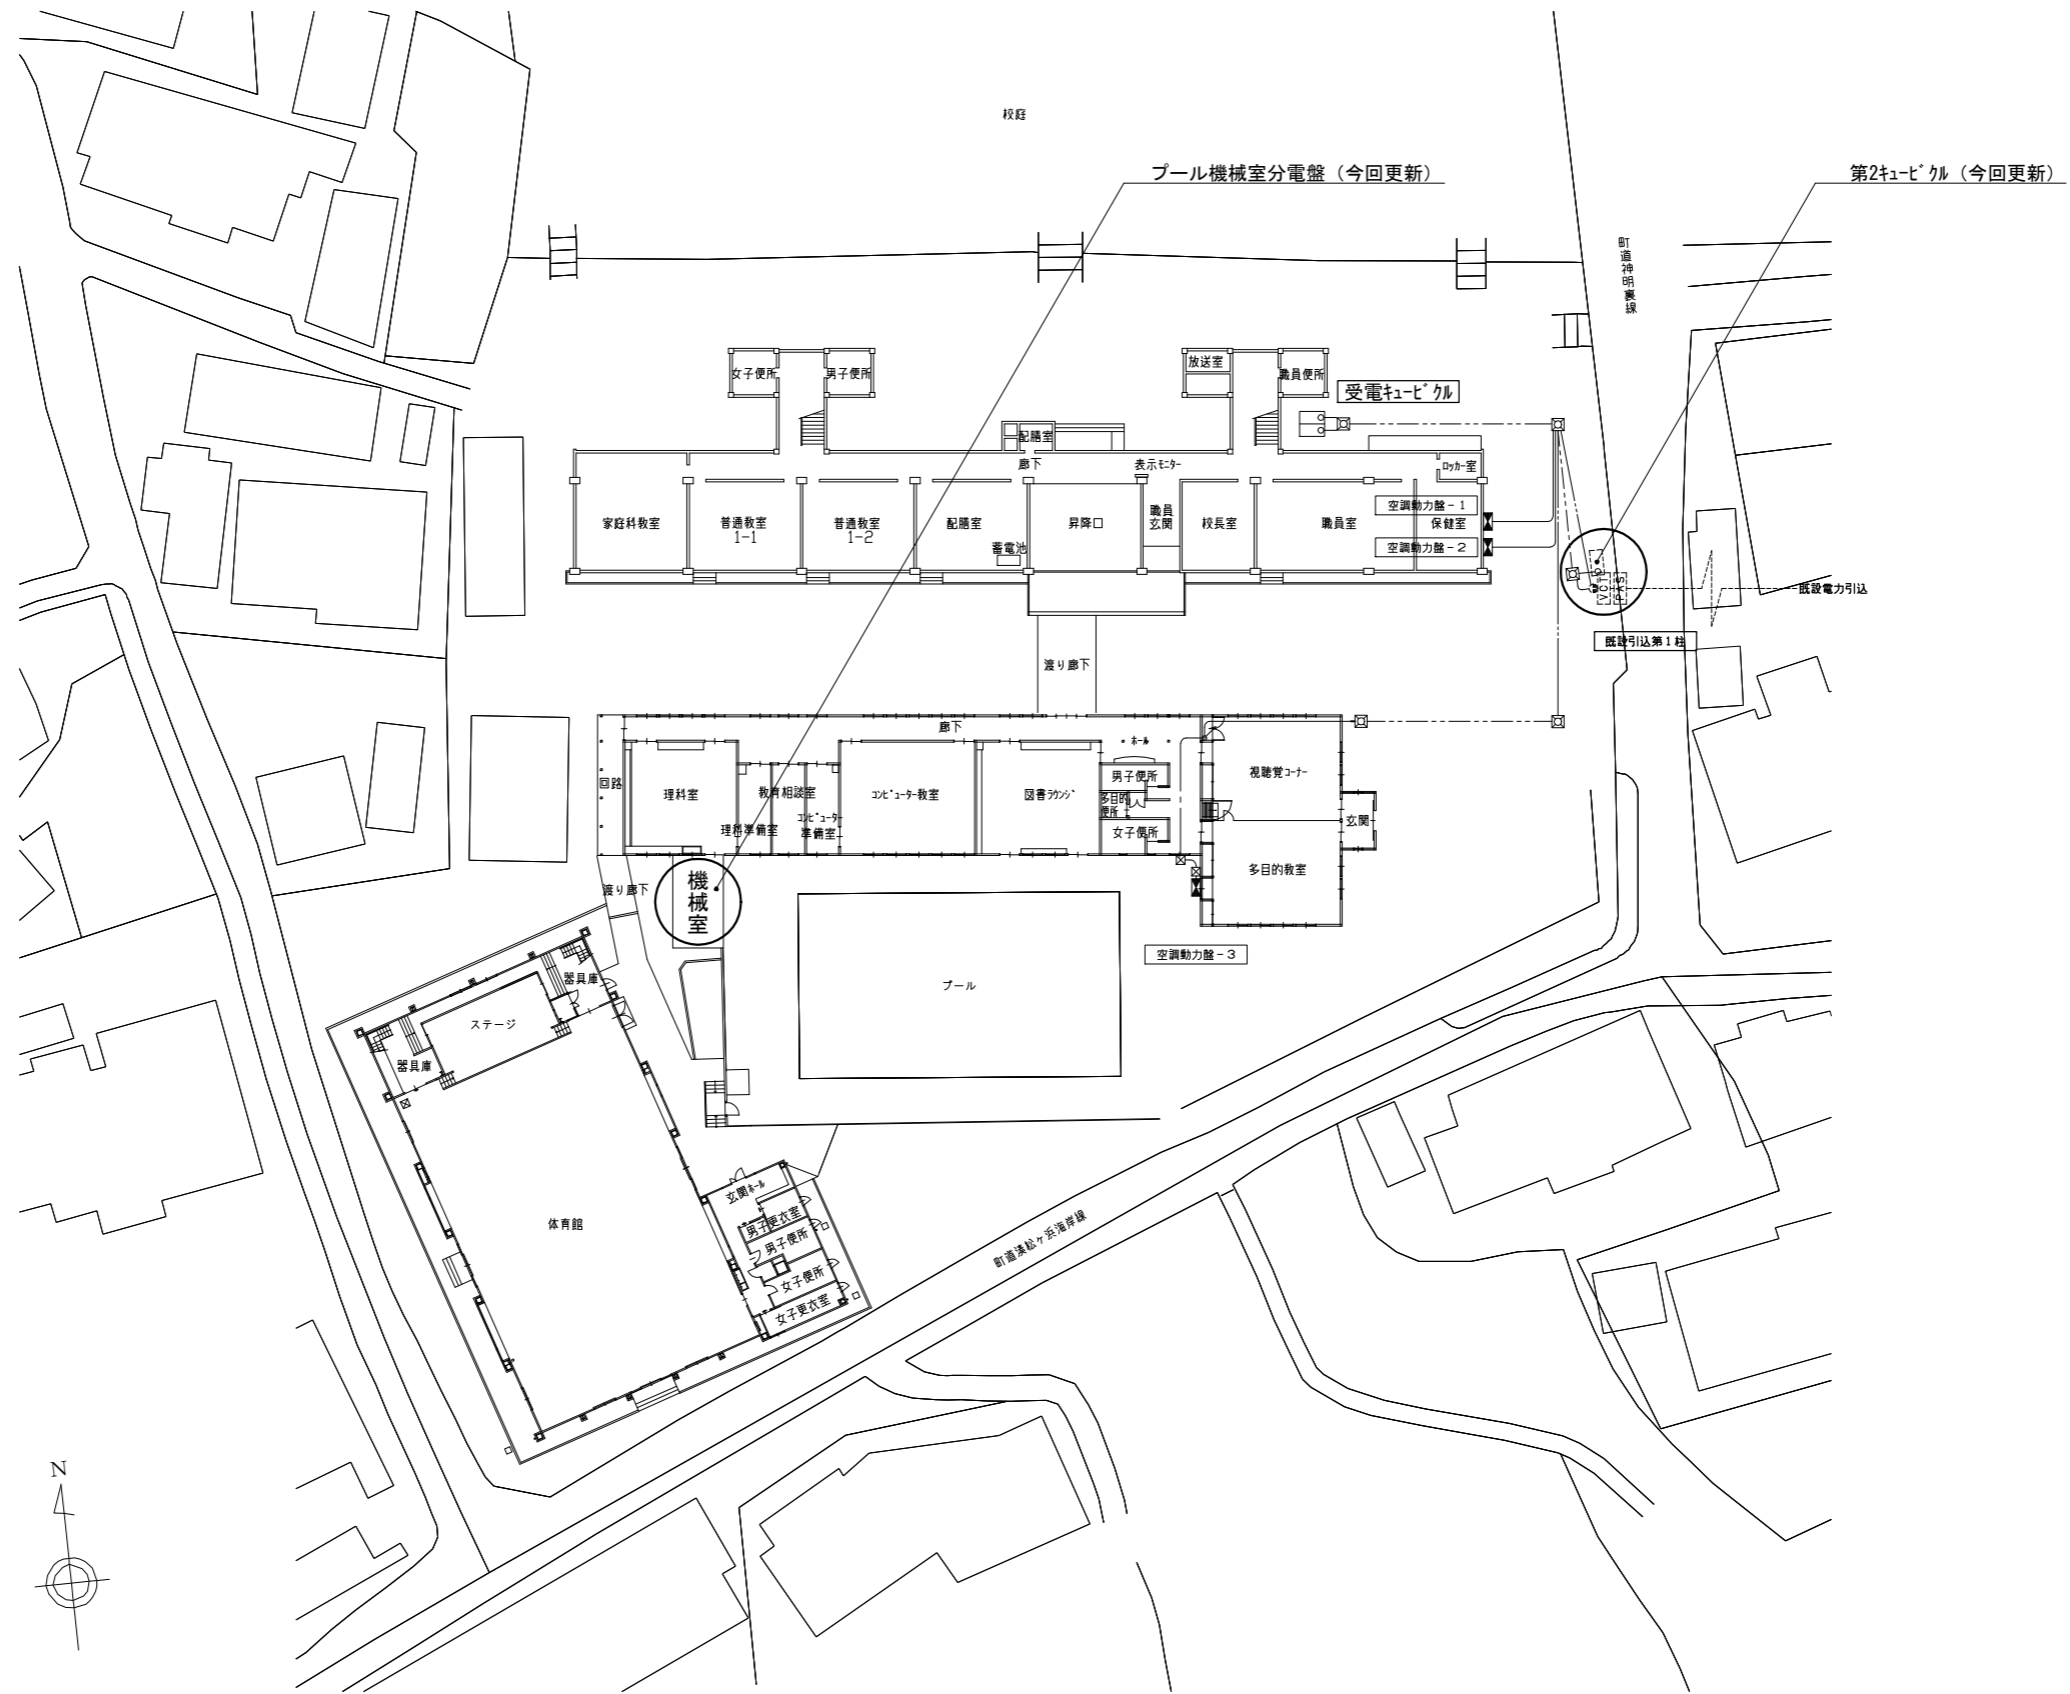 校庭
プール機械室分電盤（今回更新）
第2ｷｭｰﾋﾞｸﾙ（今回更新）
町道神明裏線
女子便所
男子便所
放送室
職員便所
受電ｷｭｰﾋﾞｸﾙ
配膳室
廊下
表示ﾓﾆﾀｰ
ﾛｯｶｰ室
家庭科教室
普通教室
1-1
普通教室
1-2
配膳室
蓄電池
昇降口
職員
玄関
校長室
職員室
空調動力盤－1
保健室
空調動力盤－2
VCT
PAS
既設電力引込
既設引込第1柱
渡り廊下
廊下
ﾎｰﾙ
回路
理科室
教育相談室
理科準備室
ｺﾝﾋﾟｭｰﾀｰ
準備室
ｺﾝﾋﾟｭｰﾀｰ教室
図書ﾗｳﾝｼﾞ
男子便所
多目的
便所
女子便所
視聴覚ｺｰﾅｰ
玄関
多目的教室
渡り廊下
機械室
空調動力盤－3
プール
器具庫
ステージ
器具庫
体育館
玄関ﾎｰﾙ
男子更衣室
男子便所
女子便所
女子更衣室
町道湊松ヶ浜海岸線
N